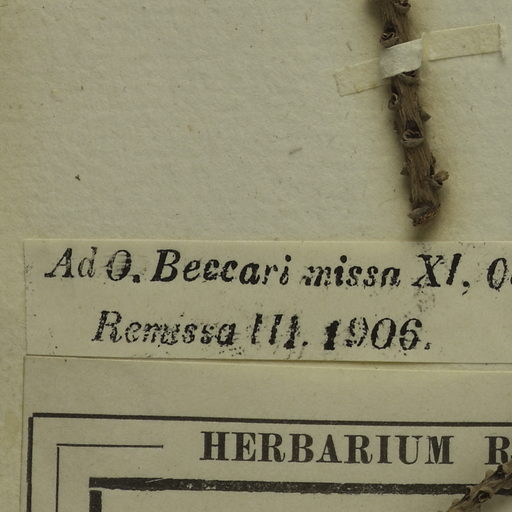 Ad O. Beccari missa XI.
Remissa III. 1906.
HERBARIUM